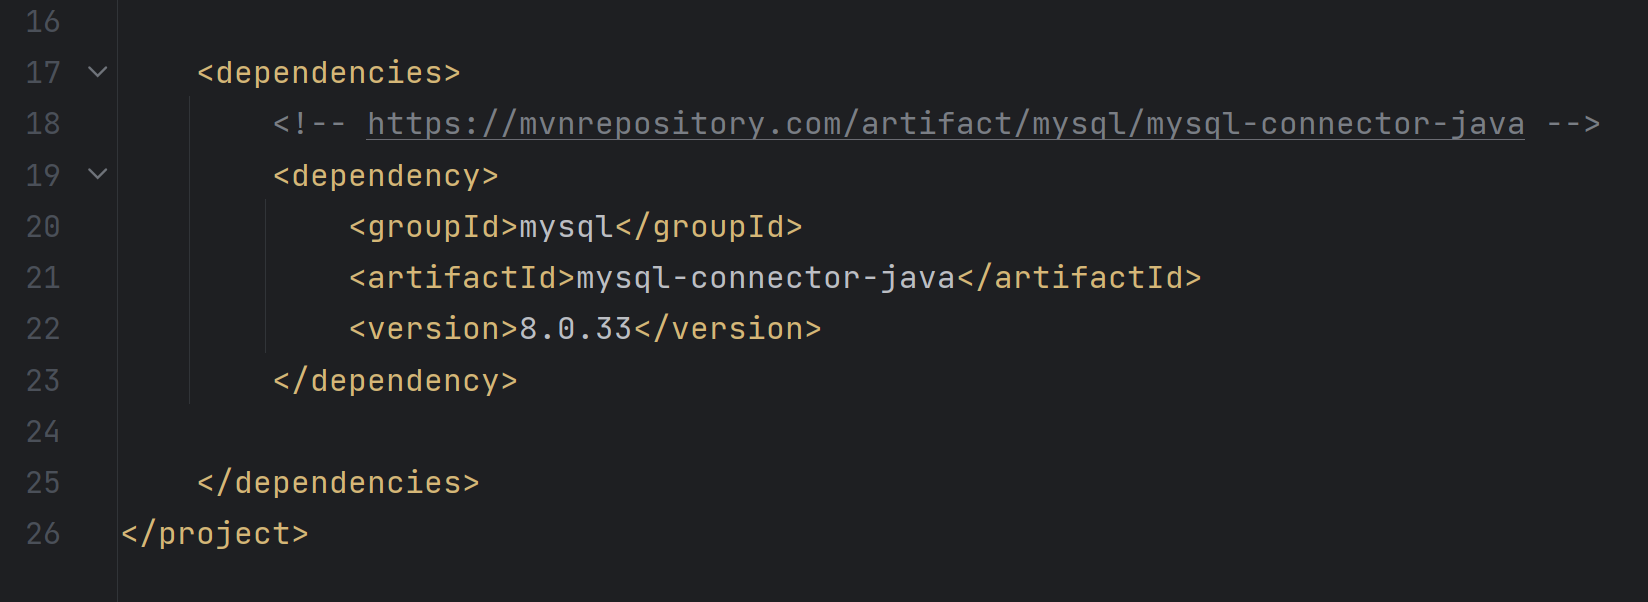 16
17 <dependencies>
18 <!-- https://mvnrepository.com/artifact/mysql/mysql-connector-java -->
19 <dependency>
20 <groupId>mysql</groupId>
21 <artifactId>mysql-connector-java</artifactId>
22 <version>8.0.33</version>
23 </dependency>
24
25 </dependencies>
26 </project>